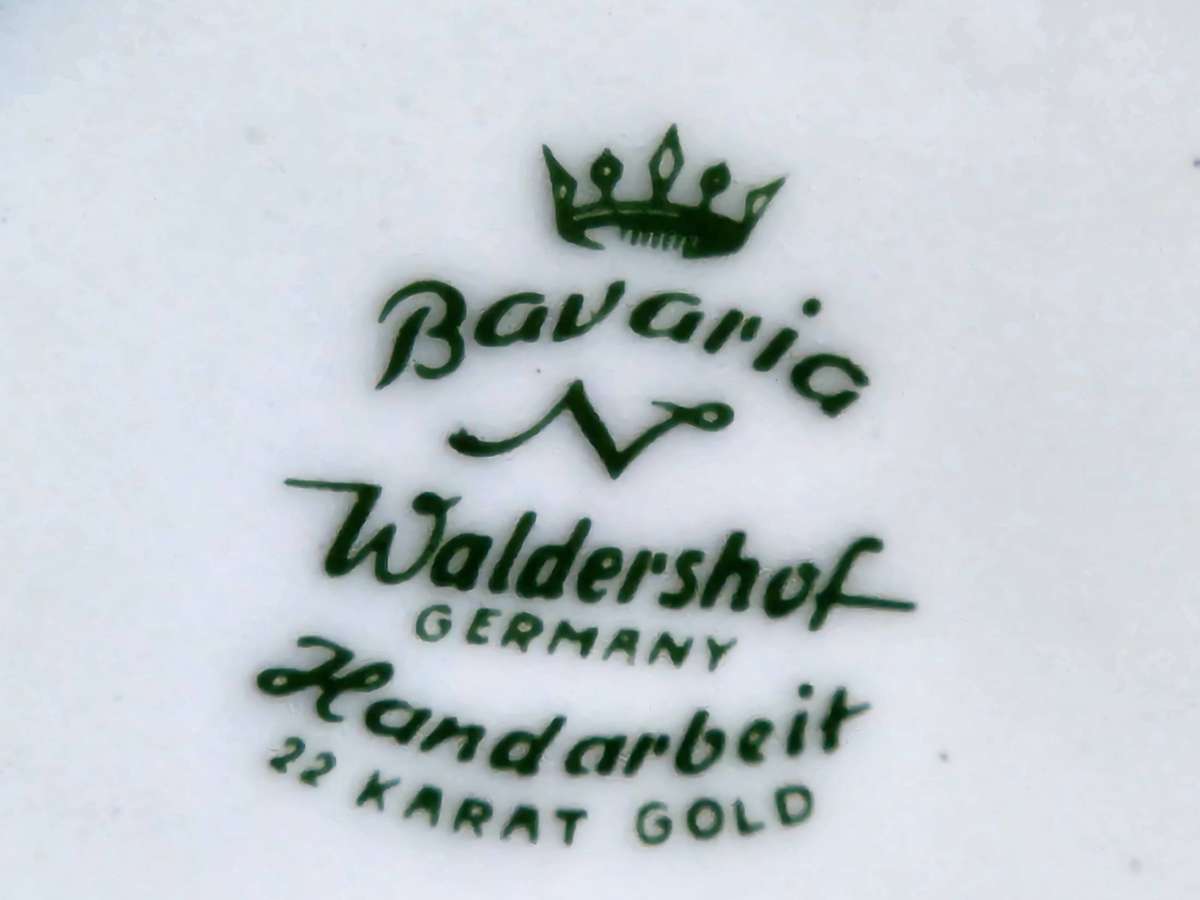 Bavaria
N
Waldershof
GERMANY
Handarbeit
22 KARAT GOLD